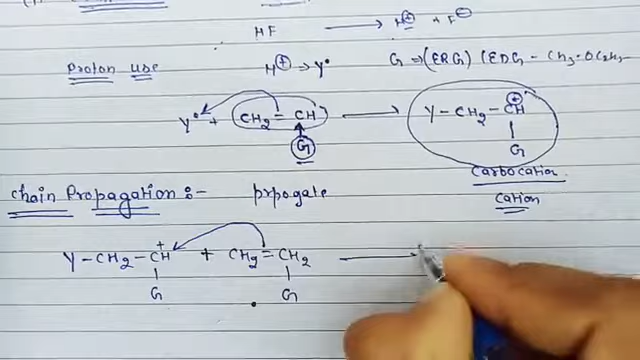 HF ⟶ H⊕ + F⊖
Proton use H⊕ → Y• G ⇒ (ERG) (EDG - CH3 - OC2H5
Y• + CH2 = CH ⟶ Y - CH2 - CH⊕
G G
Carbocation
Cation
Chain Propagation :- prpogate
Y - CH2 - CH+ + CH2 = CH2 ⟶
G G